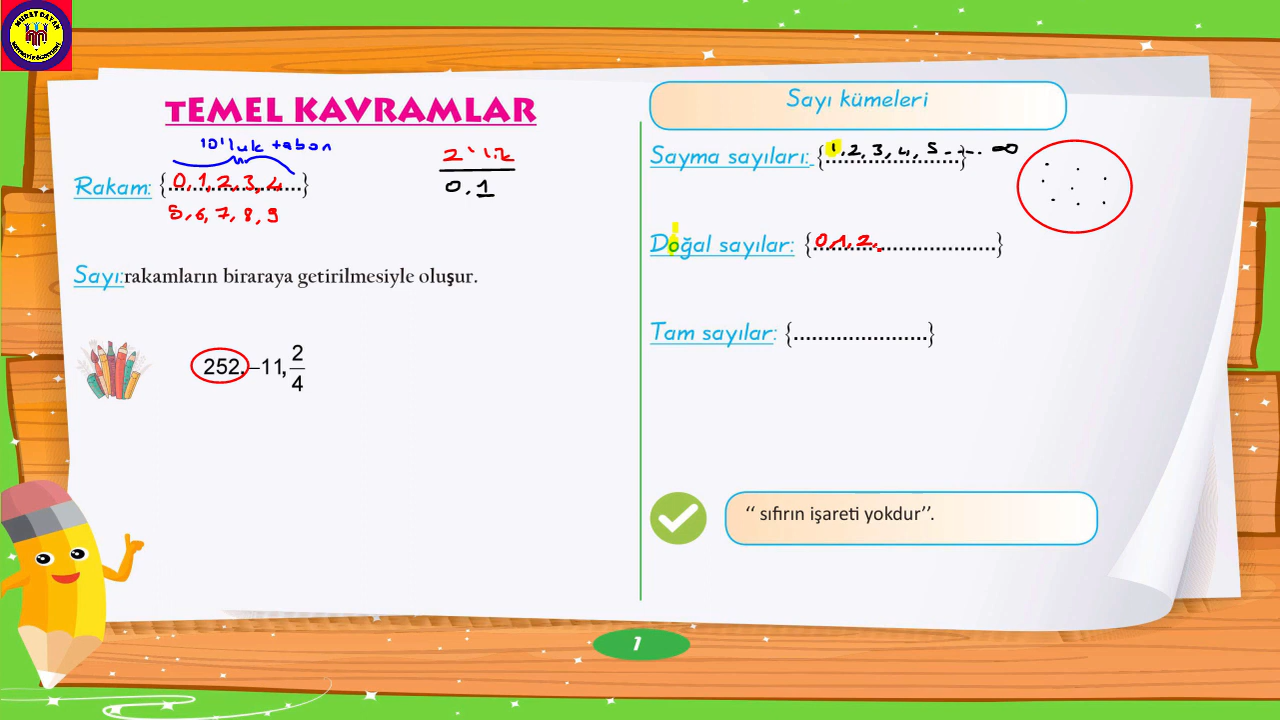 MURAT DAYAN
TEMEL KAVRAMLAR
10'luk taban
2'lik
0,1
Rakam: {0,1,2,3,4..................}
5,6,7,8,9
Sayı:rakamların biraraya getirilmesiyle oluşur.
252,–11,2/4
Sayı kümeleri
Sayma sayıları: {1,2,3,4,5......................} ---- ∞
Doğal sayılar: {0,1,2,..............................}
Tam sayılar: {......................}
‘‘ sıfırın işareti yokdur’’.
1